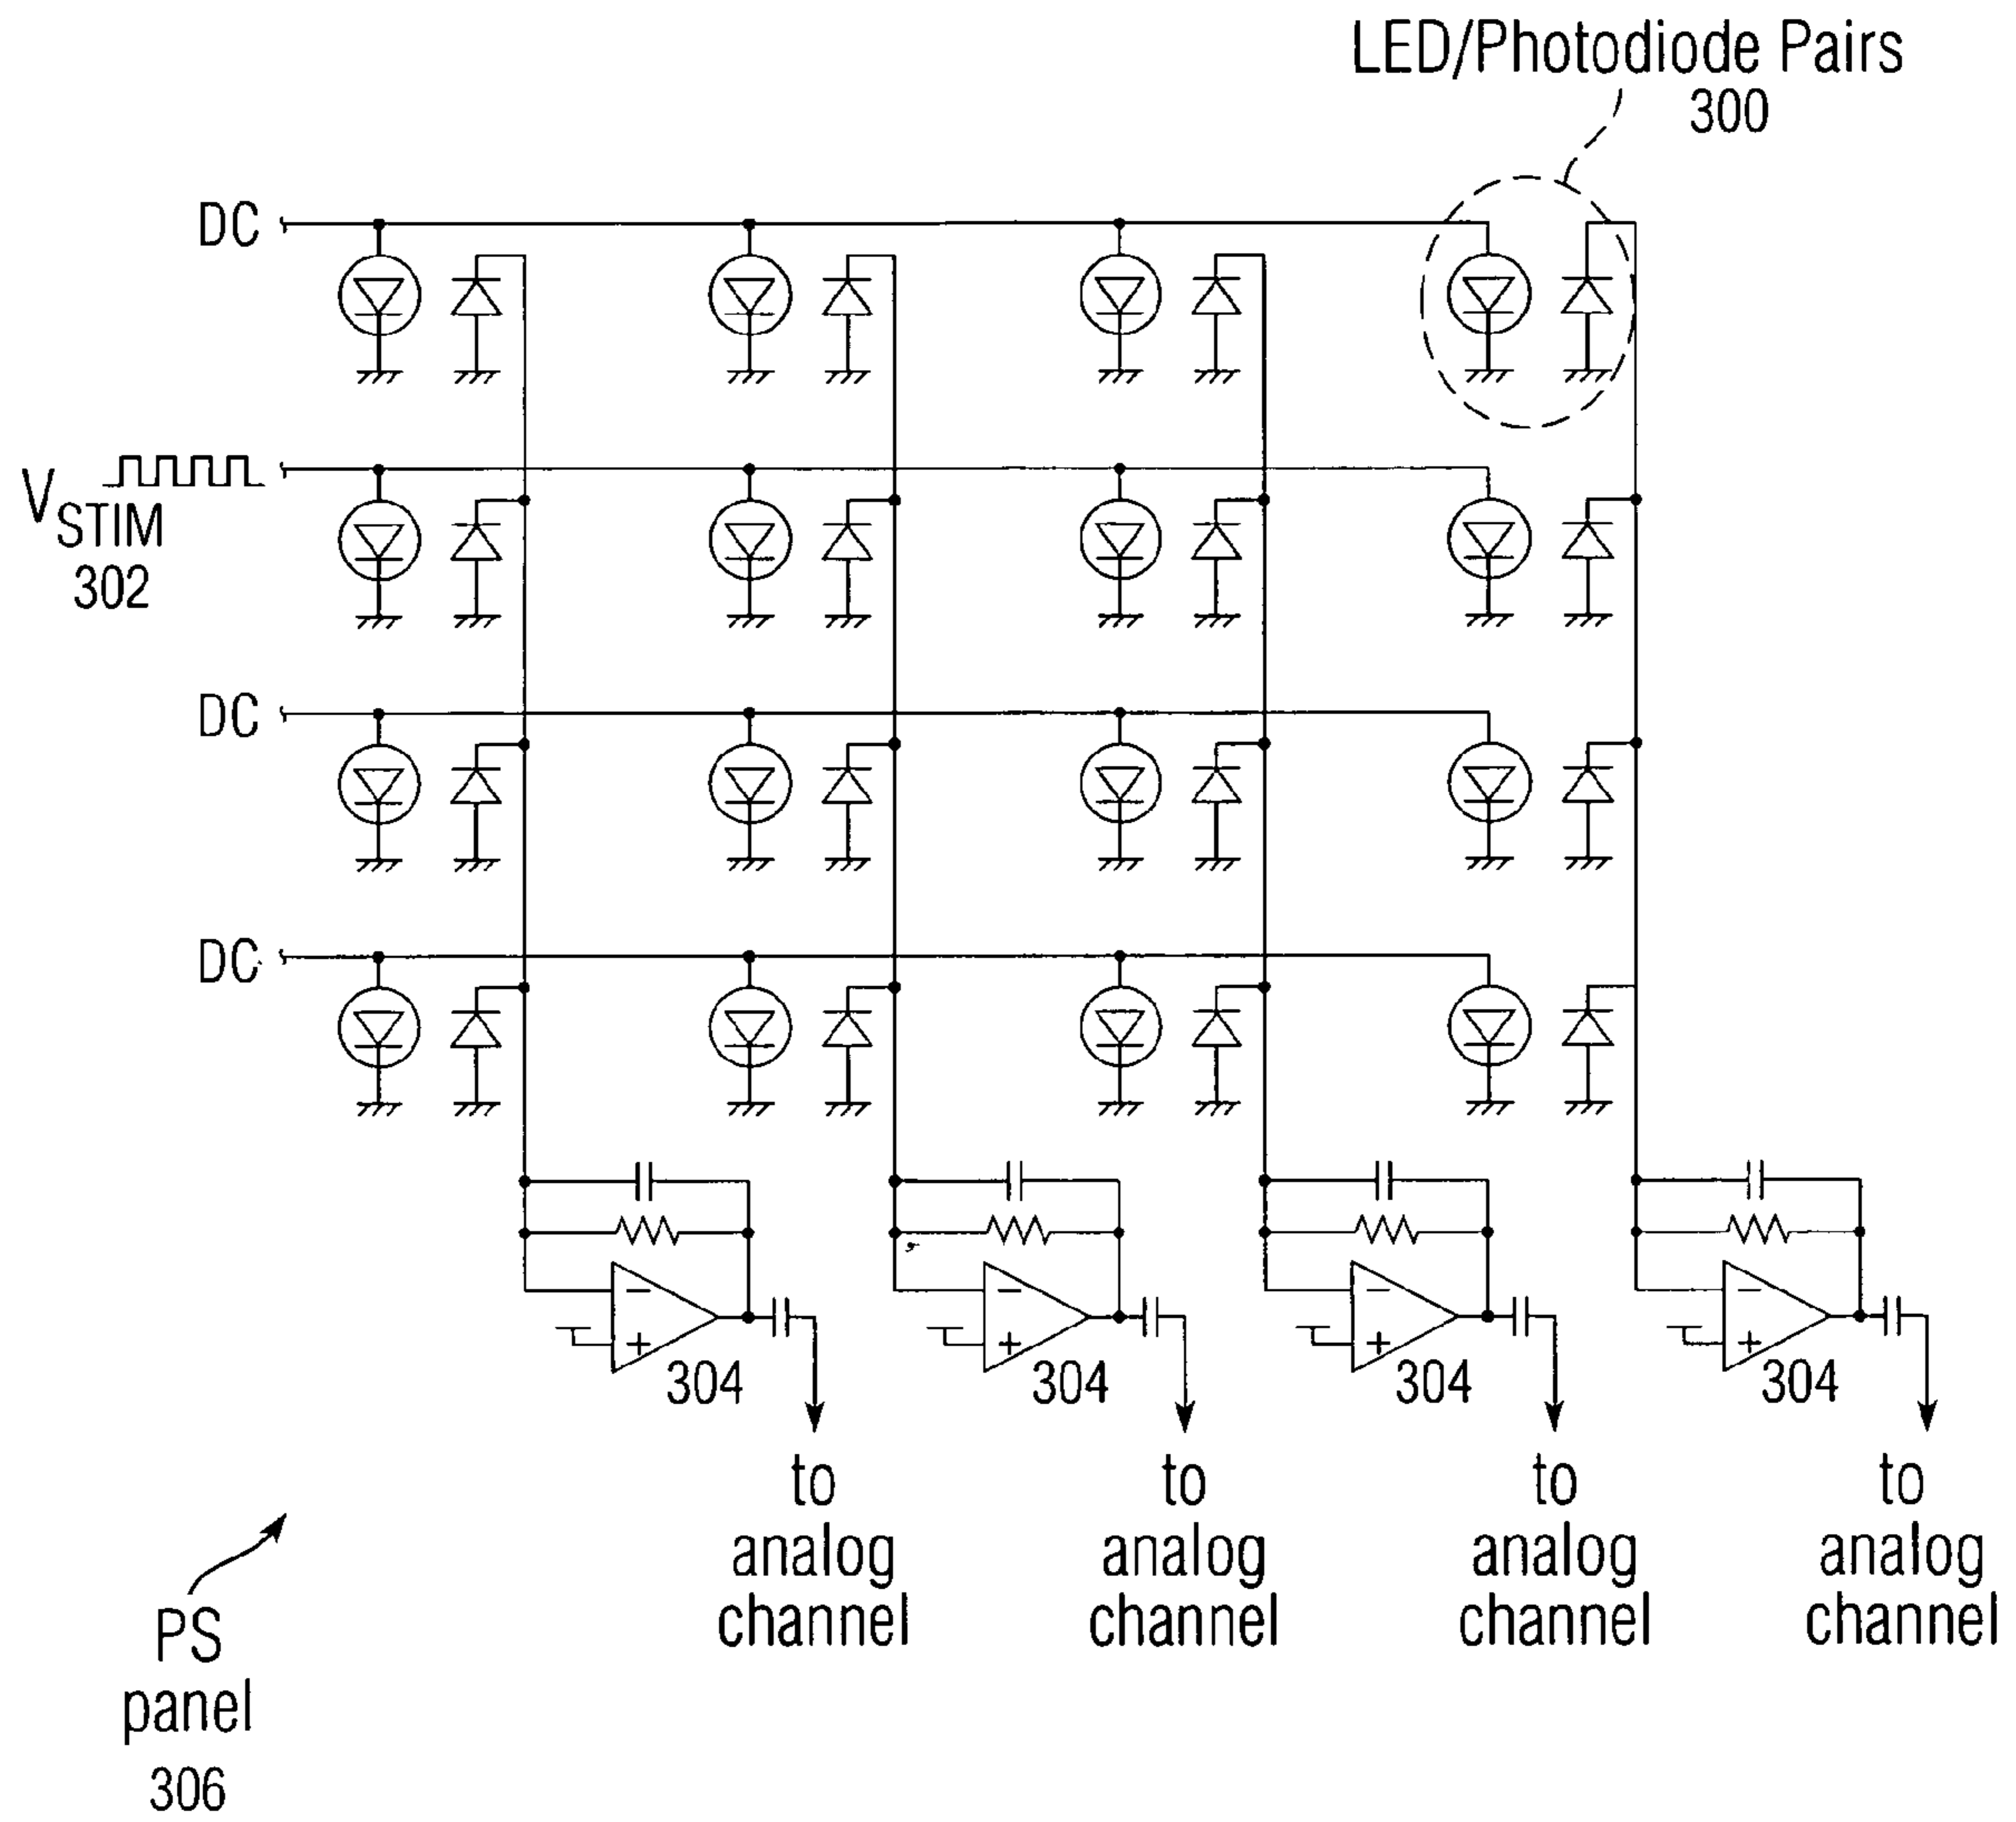 LED/Photodiode Pairs
300
DC
V STIM
302
DC
DC
− − − −
+ + + +
304 304 304 304
to to to to
analog analog analog analog
channel channel channel channel
PS
panel
306